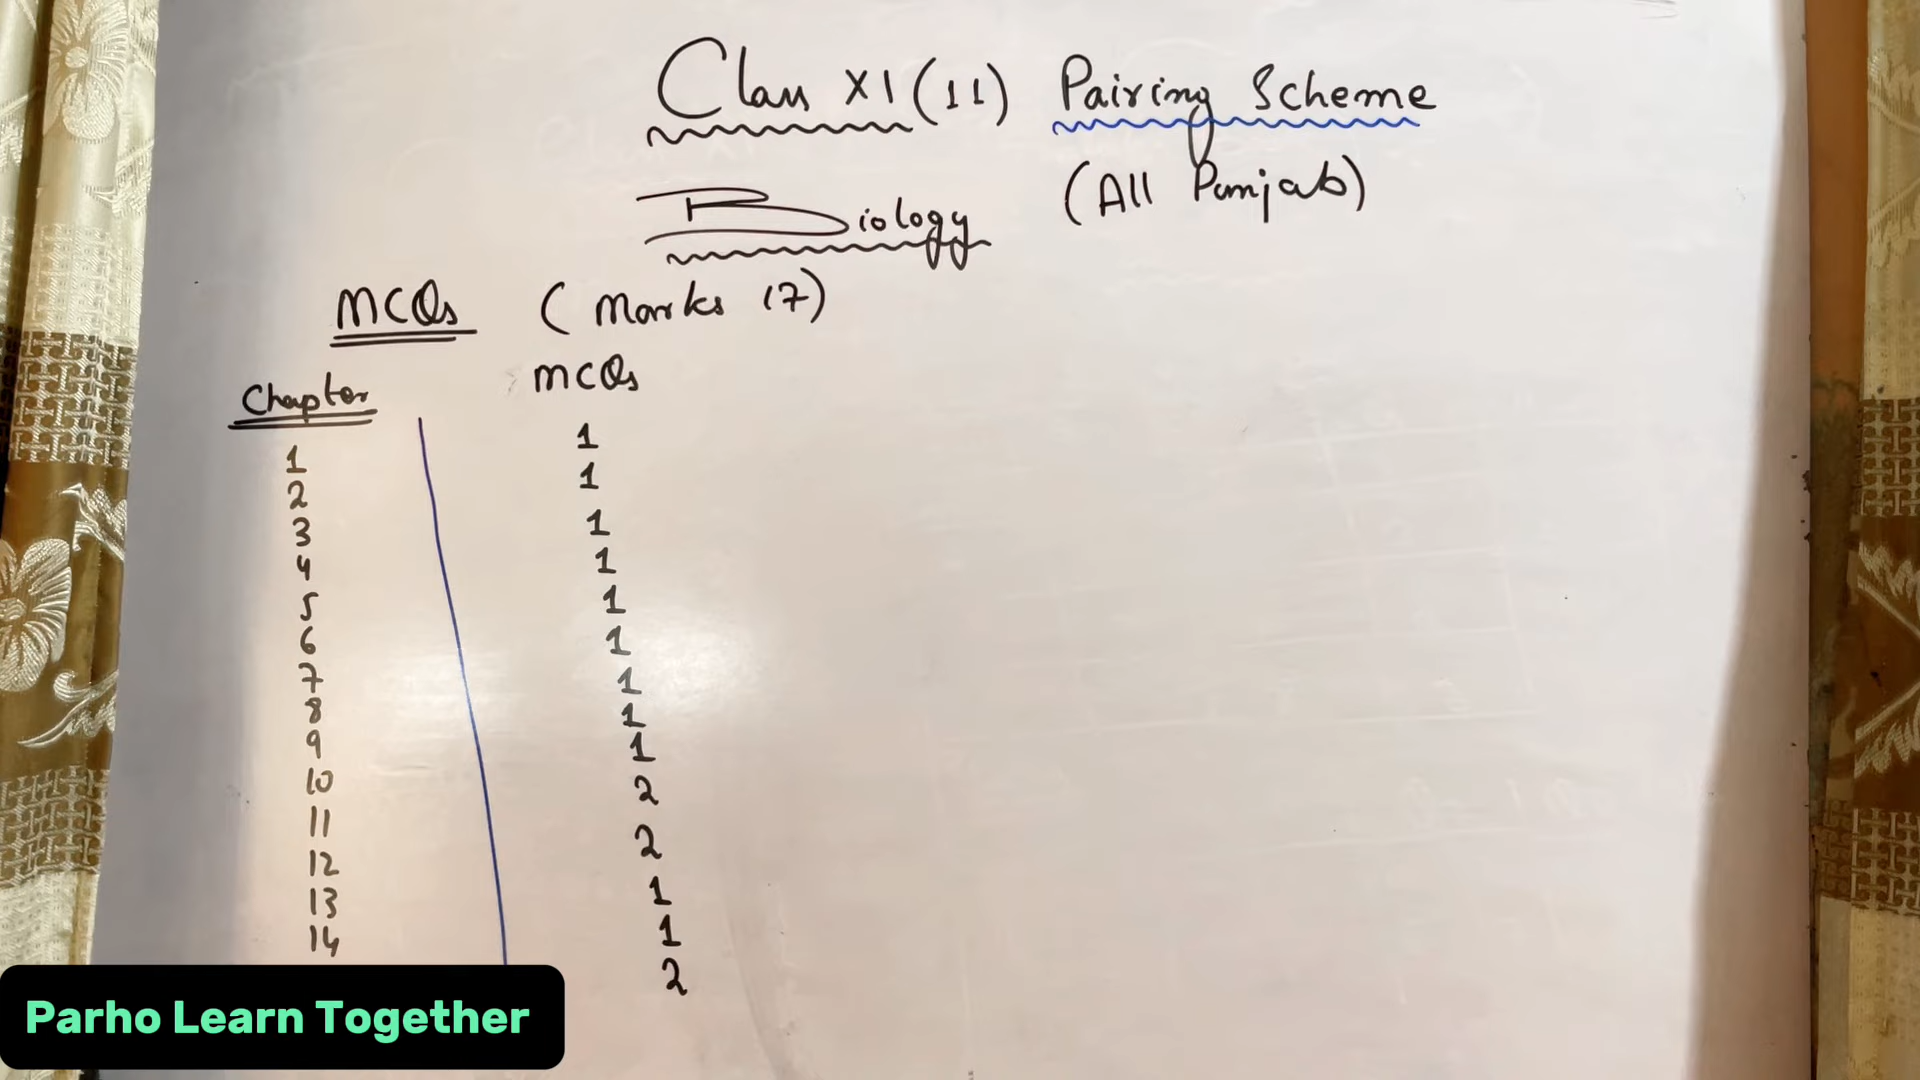 Class XI (11) Pairing Scheme
(All Punjab)
Biology
MCQs (Marks 17)
Chapter MCQs
1 1
2 1
3 1
4 1
5 1
6 1
7 1
8 1
9 1
10 2
11 2
12 1
13 1
14 2
Parho Learn Together